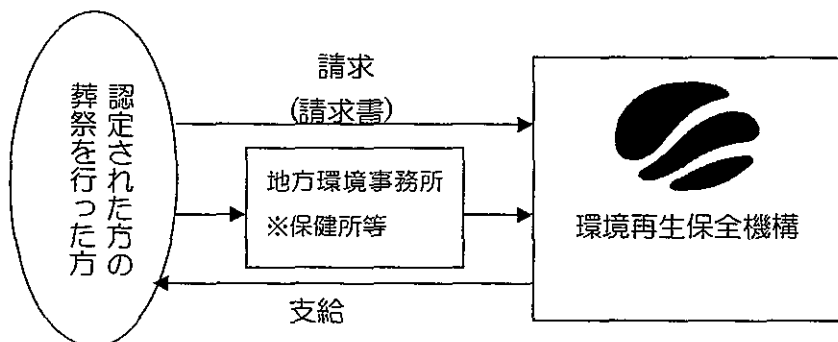 認定された方の
葬祭を行った方
請求
(請求書)
地方環境事務所
※保健所等
環境再生保全機構
支給